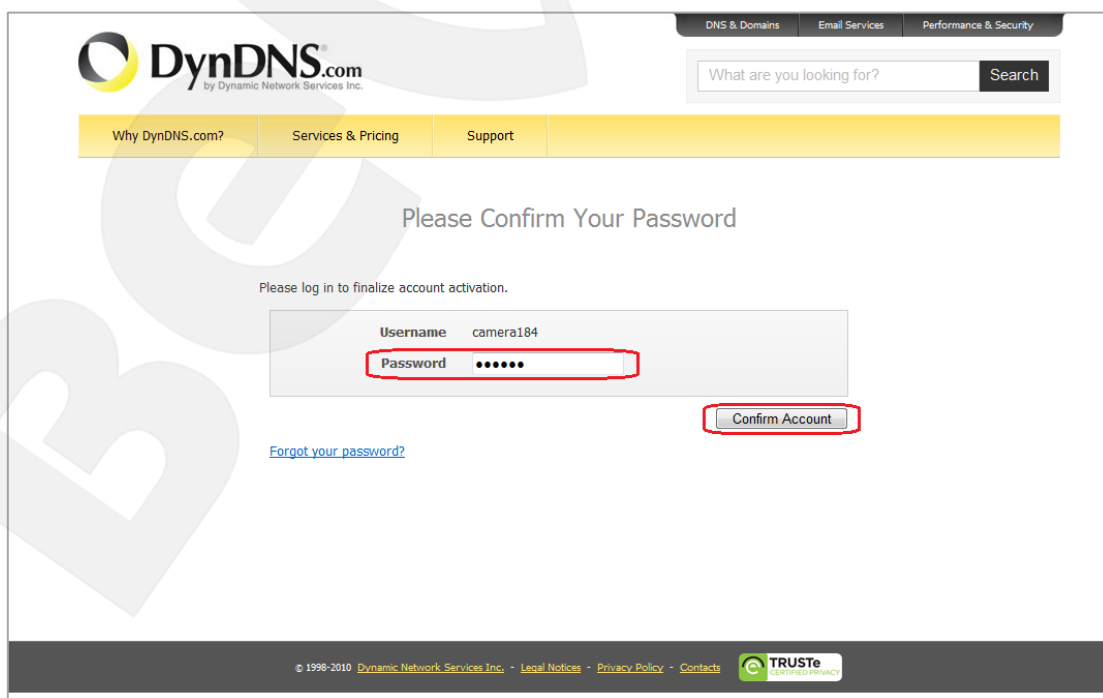 DNS & Domains Email Services Performance & Security
DynDNS.com
by Dynamic Network Services Inc.
What are you looking for? Search
Why DynDNS.com? Services & Pricing Support
Please Confirm Your Password
Please log in to finalize account activation.
Username camera184
Password ••••••
Confirm Account
Forgot your password?
© 1998-2010 Dynamic Network Services Inc. - Legal Notices - Privacy Policy - Contacts
TRUSTe
CERTIFIED PRIVACY